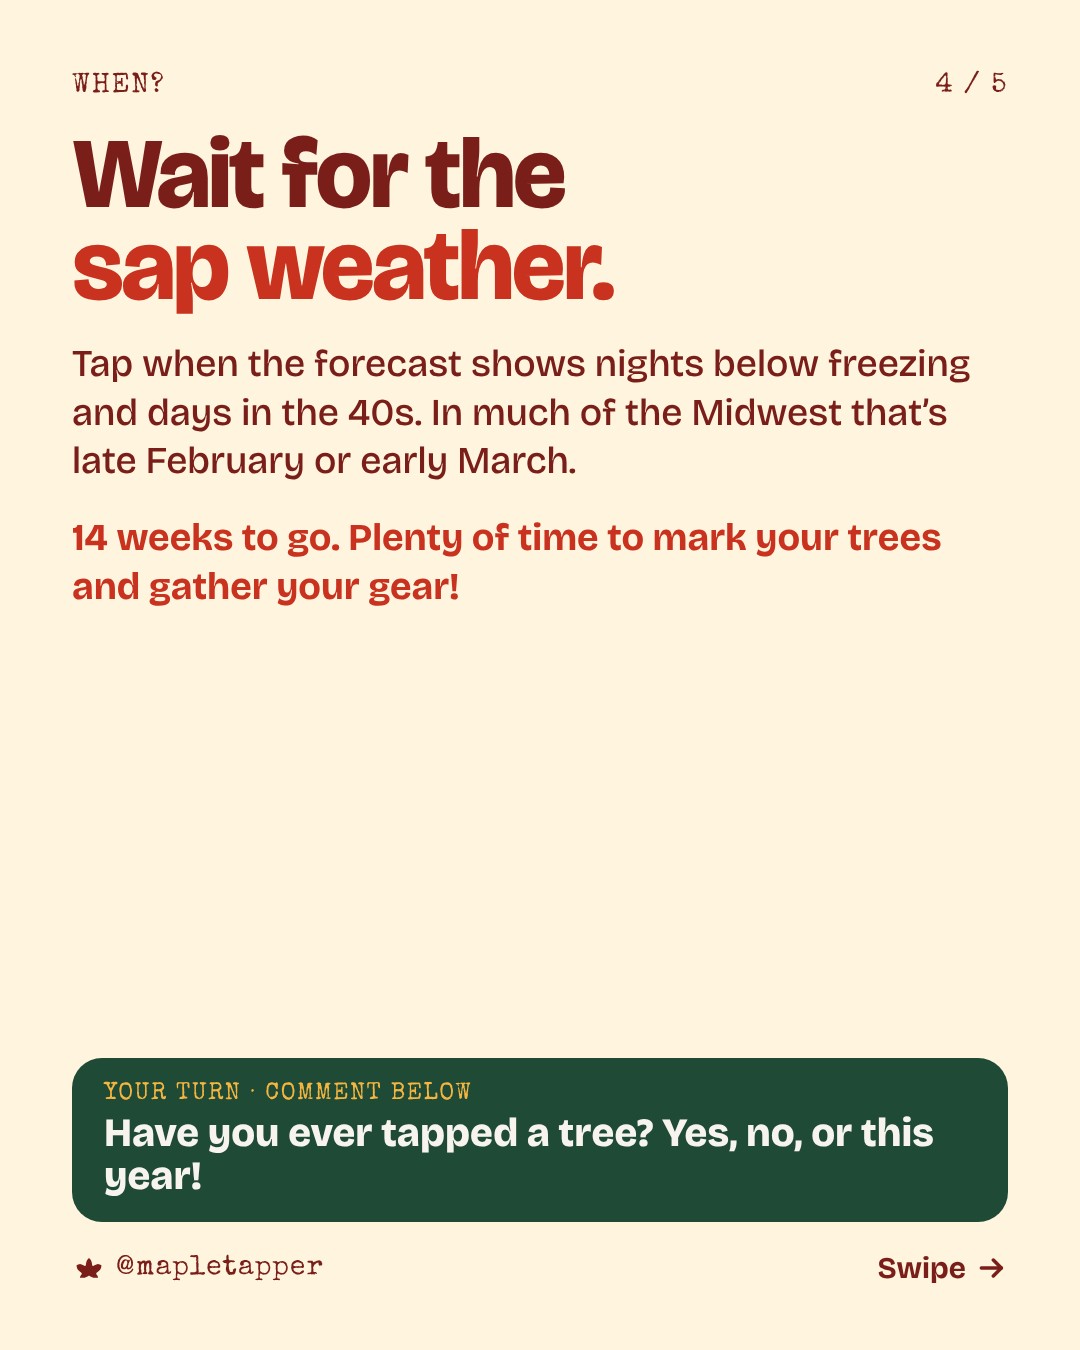 WHEN?
4 / 5
Wait for the
sap weather.
Tap when the forecast shows nights below freezing
and days in the 40s. In much of the Midwest that’s
late February or early March.
14 weeks to go. Plenty of time to mark your trees
and gather your gear!
YOUR TURN · COMMENT BELOW
Have you ever tapped a tree? Yes, no, or this
year!
@mapletapper
Swipe →